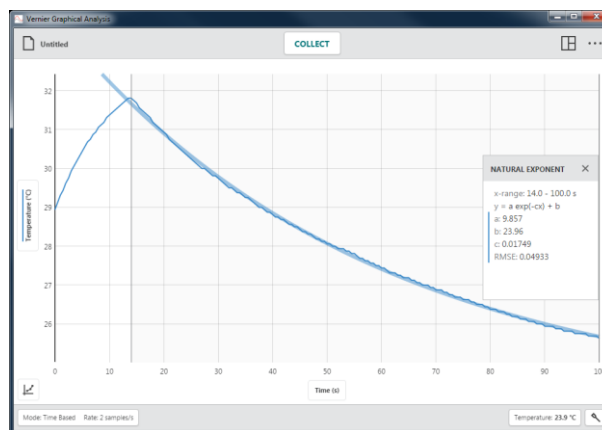 Vernier Graphical Analysis
Untitled
COLLECT
32
31
30
29
28
27
26
Temperature (°C)
NATURAL EXPONENT
x-range: 14.0 - 100.0 s
y = a exp(-cx) + b
a: 9.857
b: 23.96
c: 0.01749
RMSE: 0.04933
0 10 20 30 40 50 60 70 80 90 100
Time (s)
Mode: Time Based Rate: 2 samples/s
Temperature: 23.9 °C